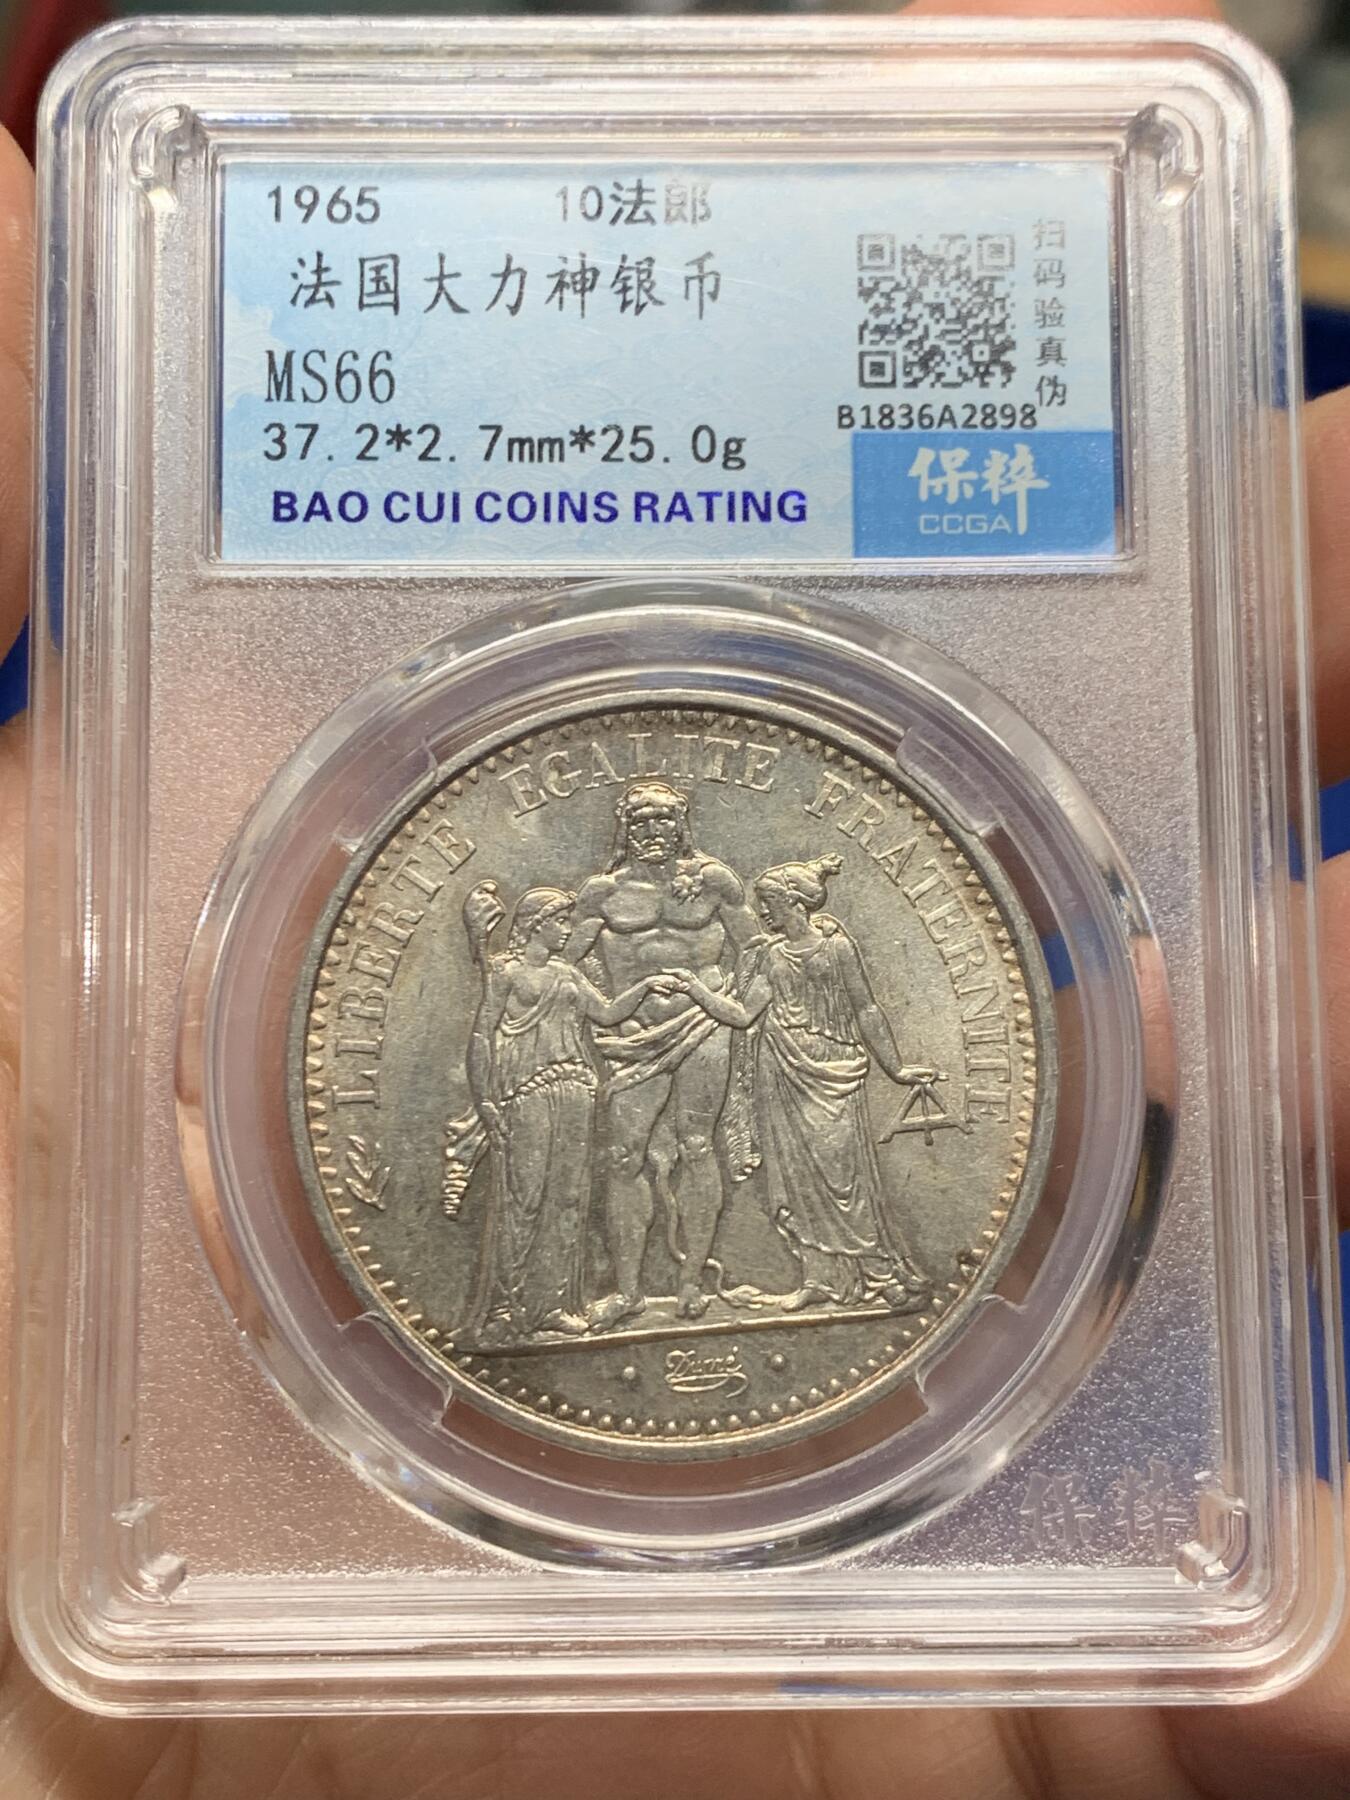 1965 10法郎
法国大力神银币
MS66
37.2*2.7mm*25.0g
BAO CUI COINS RATING
扫码验真伪
B1836A2898
保粹
CCGA
LIBERTE EGALITE FRATERNITE
Dupré
保粹